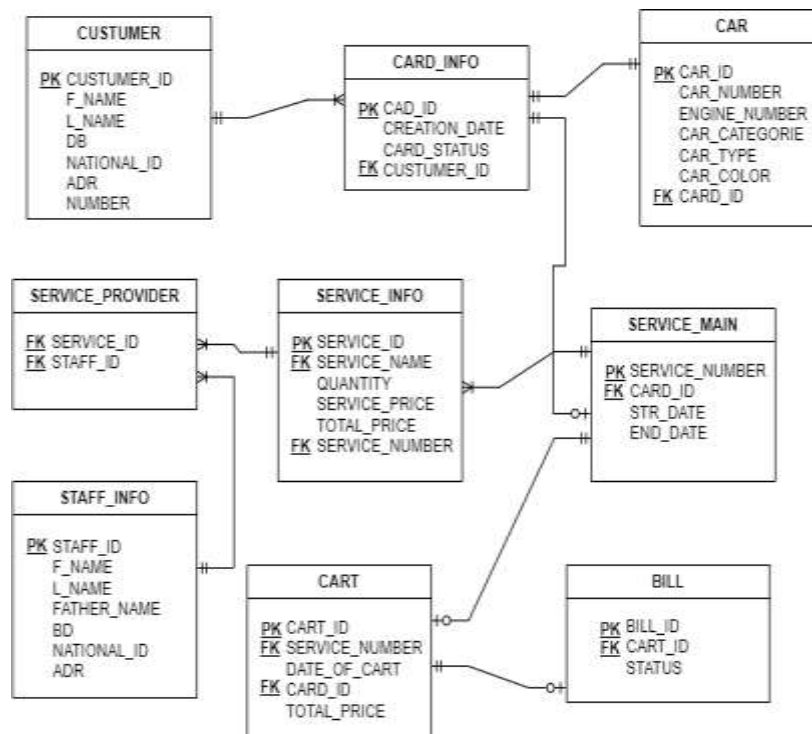 CUSTUMER
PK CUSTUMER_ID
F_NAME
L_NAME
DB
NATIONAL_ID
ADR
NUMBER
CARD_INFO
PK CAD_ID
CREATION_DATE
CARD_STATUS
FK CUSTUMER_ID
CAR
PK CAR_ID
CAR_NUMBER
ENGINE_NUMBER
CAR_CATEGORIE
CAR_TYPE
CAR_COLOR
FK CARD_ID
SERVICE_PROVIDER
FK SERVICE_ID
FK STAFF_ID
SERVICE_INFO
PK SERVICE_ID
FK SERVICE_NAME
QUANTITY
SERVICE_PRICE
TOTAL_PRICE
FK SERVICE_NUMBER
SERVICE_MAIN
PK SERVICE_NUMBER
FK CARD_ID
STR_DATE
END_DATE
STAFF_INFO
PK STAFF_ID
F_NAME
L_NAME
FATHER_NAME
BD
NATIONAL_ID
ADR
CART
PK CART_ID
FK SERVICE_NUMBER
DATE_OF_CART
FK CARD_ID
TOTAL_PRICE
BILL
PK BILL_ID
FK CART_ID
STATUS